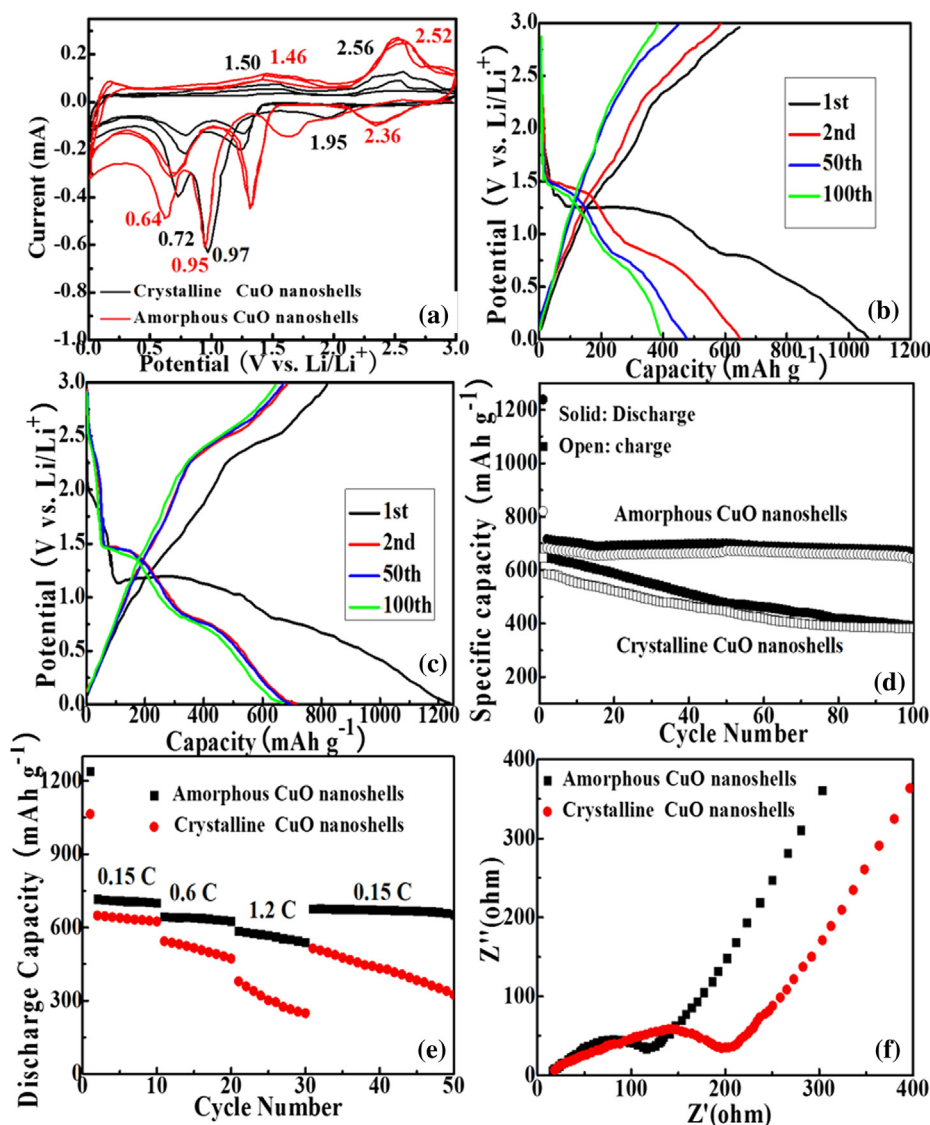 Current (mA)
0.4
0.2
0.0
-0.2
-0.4
-0.6
-0.8
-1.0
1.50
1.46
2.56
2.52
1.95
2.36
0.64
0.72
0.95
0.97
Crystalline CuO nanoshells
Amorphous CuO nanoshells
(a)
0.0 0.5 1.0 1.5 2.0 2.5 3.0
Potential (V vs. Li/Li+)
Potential (V vs. Li/Li+)
3.0
2.5
2.0
1.5
1.0
0.5
0.0
1st
2nd
50th
100th
(b)
0 200 400 600 800 1000 1200
Capacity (mAh g-1)
Potential (V vs. Li/Li+)
3.0
2.5
2.0
1.5
1.0
0.5
0.0
1st
2nd
50th
100th
(c)
0 200 400 600 800 1000 1200
Capacity (mAh g-1)
Specific capacity (mAh g-1)
1200
1000
800
600
400
200
Solid: Discharge
Open: charge
Amorphous CuO nanoshells
Crystalline CuO nanoshells
(d)
0 20 40 60 80 100
Cycle Number
Discharge Capacity (mAh g-1)
1200
900
600
300
0
Amorphous CuO nanoshells
Crystalline CuO nanoshells
0.15 C
0.6 C
1.2 C
0.15 C
(e)
0 10 20 30 40 50
Cycle Number
Z''(ohm)
400
300
200
100
0
Amorphous CuO nanoshells
Crystalline CuO nanoshells
(f)
0 100 200 300 400
Z'(ohm)